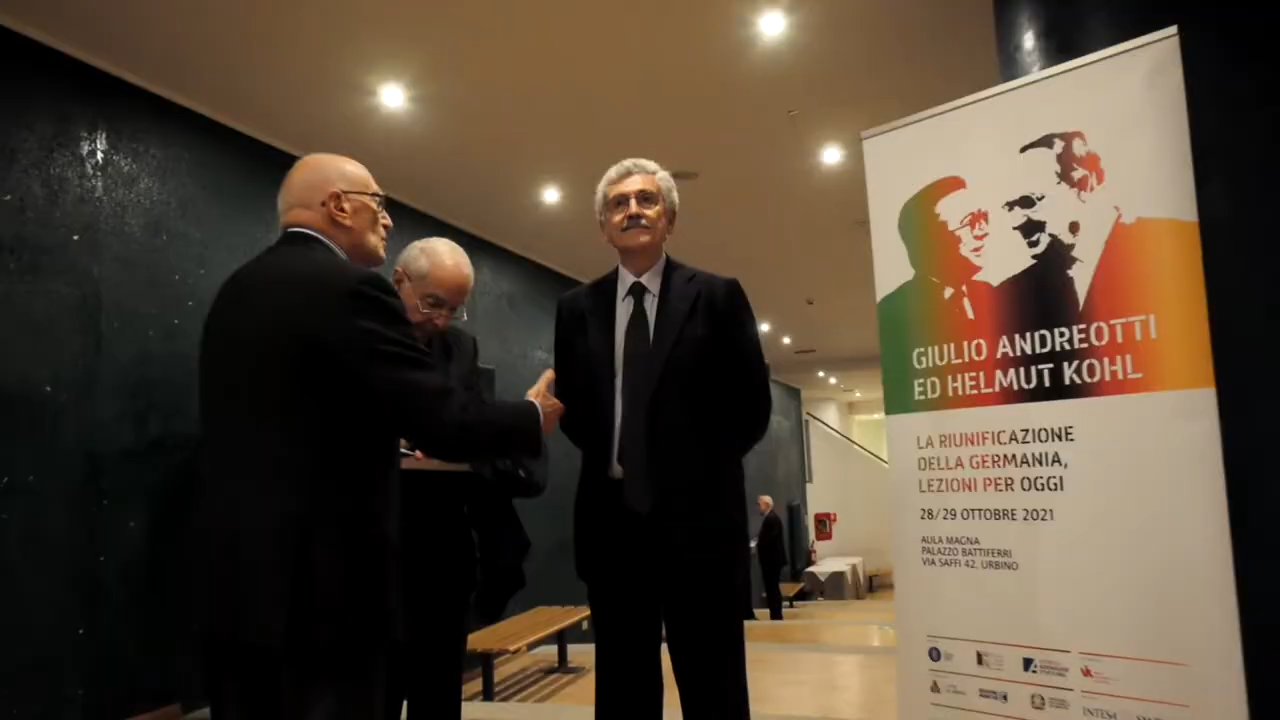 GIULIO ANDREOTTI
ED HELMUT KOHL
LA RIUNIFICAZIONE
DELLA GERMANIA,
LEZIONI PER OGGI
28/29 OTTOBRE 2021
AULA MAGNA
PALAZZO BATTIFERRI
VIA SAFFI 42, URBINO
INTESA